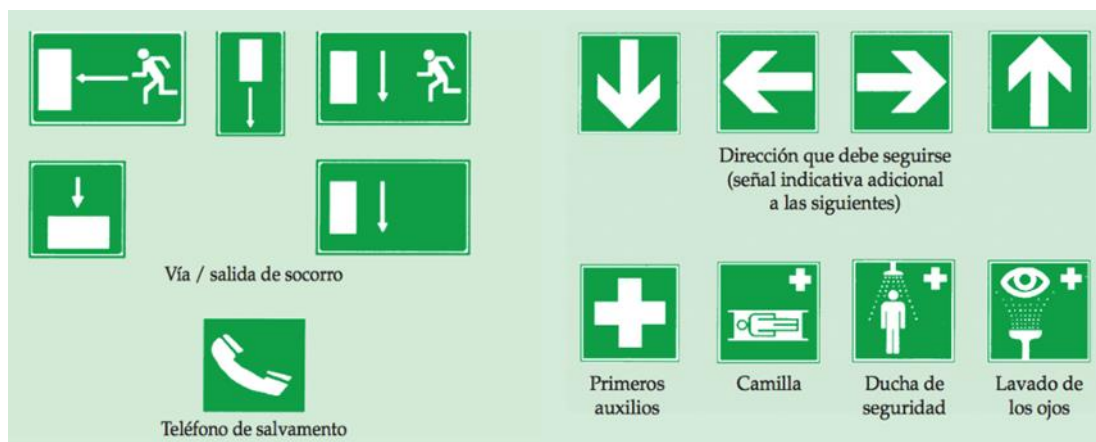 Vía / salida de socorro
Teléfono de salvamento
Dirección que debe seguirse
(señal indicativa adicional
a las siguientes)
Primeros
auxilios
Camilla
Ducha de
seguridad
Lavado de
los ojos